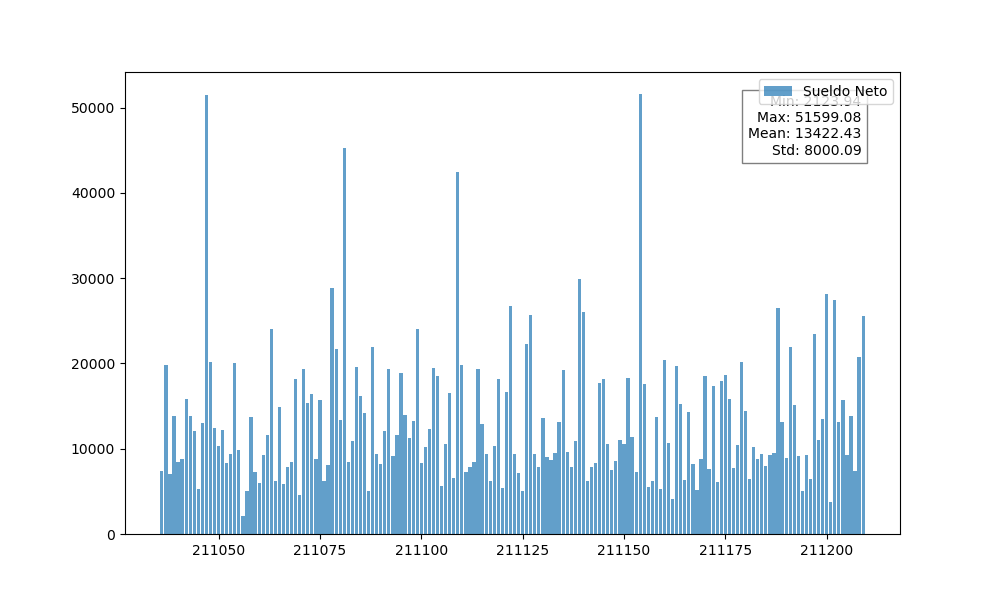 Sueldo Neto
Min: 2123.94
Max: 51599.08
Mean: 13422.43
Std: 8000.09
50000
40000
30000
20000
10000
0
211050 211075 211100 211125 211150 211175 211200